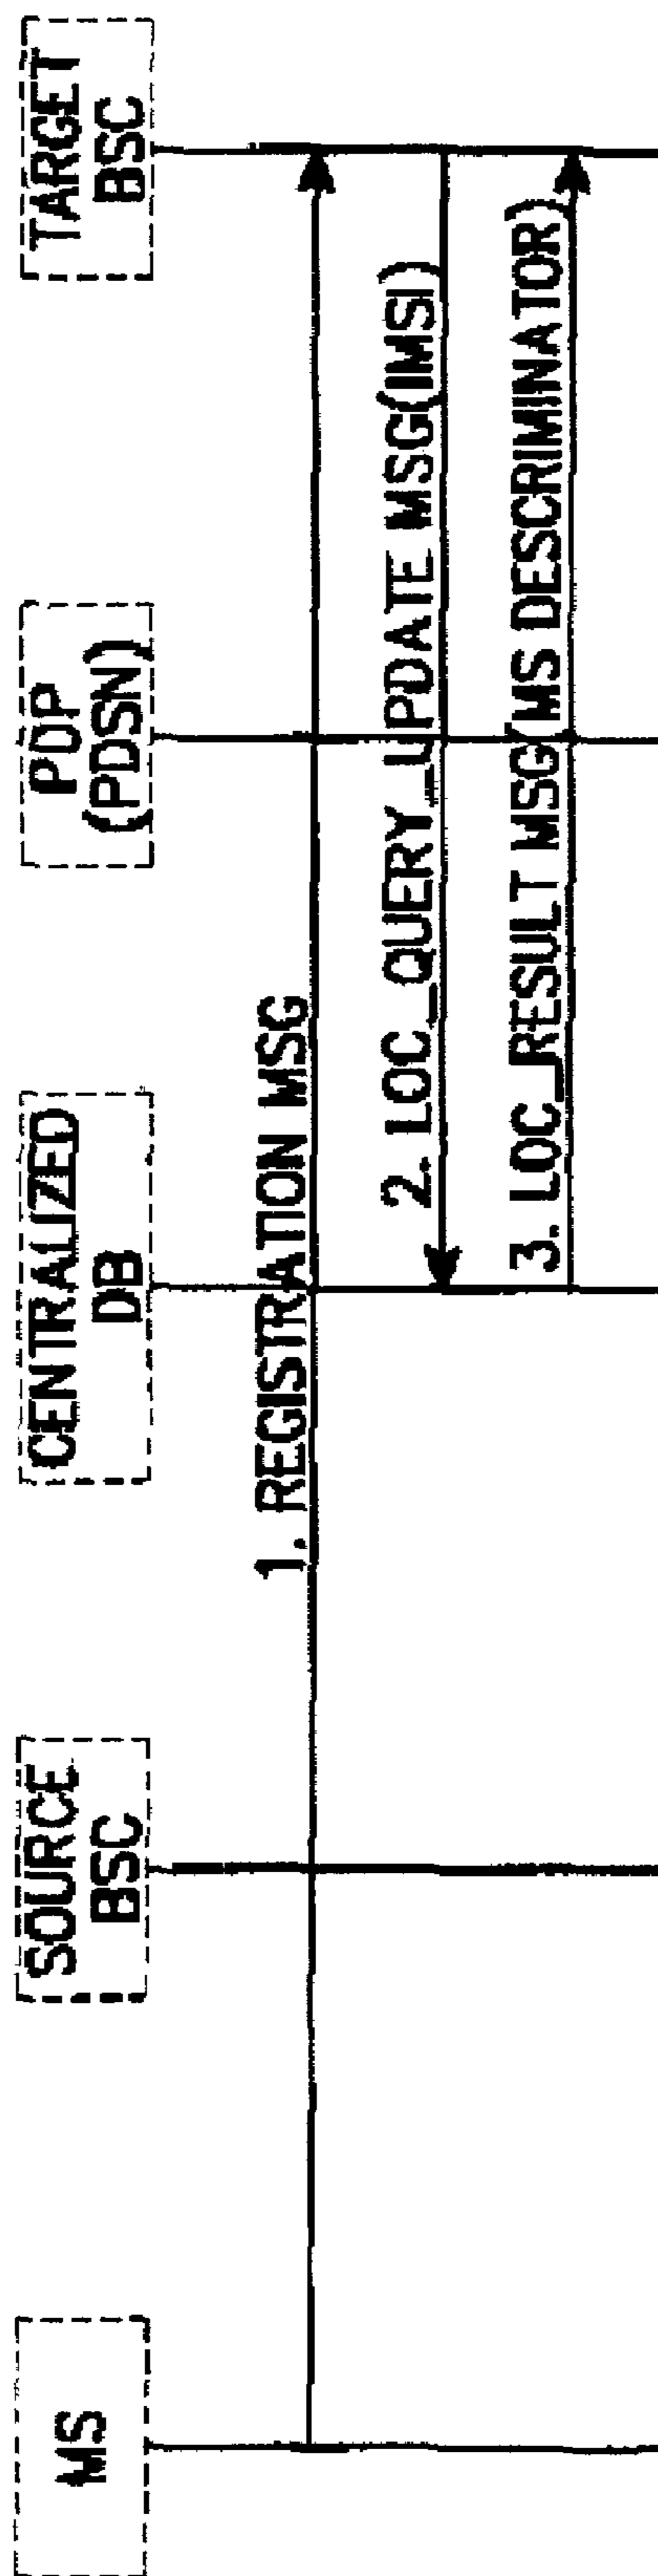 MS
SOURCE
BSC
CENTRALIZED
DB
PDP
(PDSN)
TARGET
BSC
1. REGISTRATION MSG
2. LOC_QUERY_UPDATE MSG(IMSI)
3. LOC_RESULT MSG(MS DESCRIMINATOR)